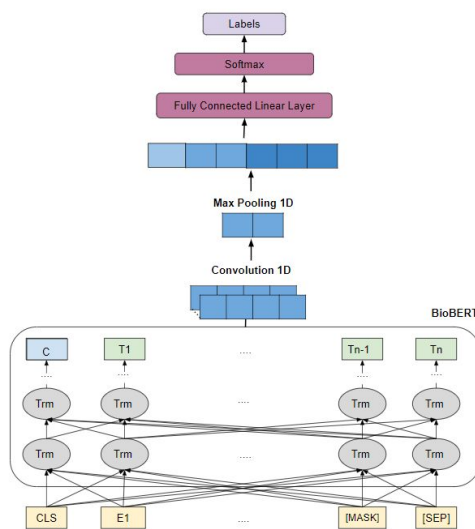 Labels
Softmax
Fully Connected Linear Layer
Max Pooling 1D
Convolution 1D
BioBERT
C T1 .... Tn-1 Tn
.... .... .... ....
Trm Trm .... Trm Trm
Trm Trm Trm Trm
CLS E1 .... [MASK] [SEP]